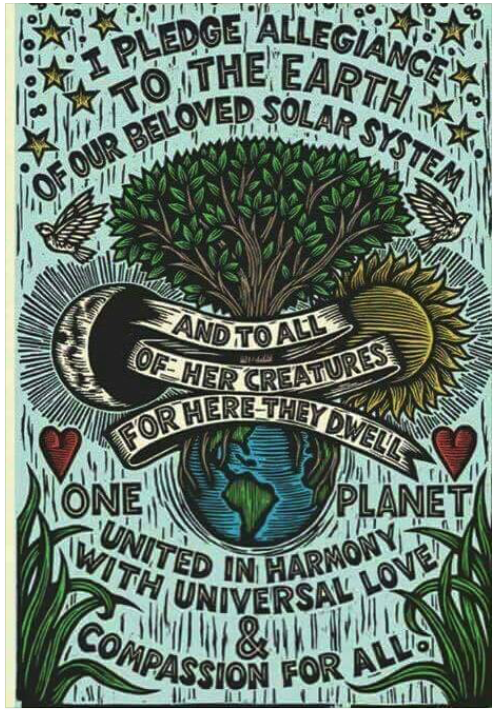 I PLEDGE ALLEGIANCE
TO THE EARTH
OF OUR BELOVED SOLAR SYSTEM
AND TO ALL
OF HER CREATURES
FOR HERE THEY DWELL
ONE PLANET
UNITED IN HARMONY
WITH UNIVERSAL LOVE
&
COMPASSION FOR ALL.